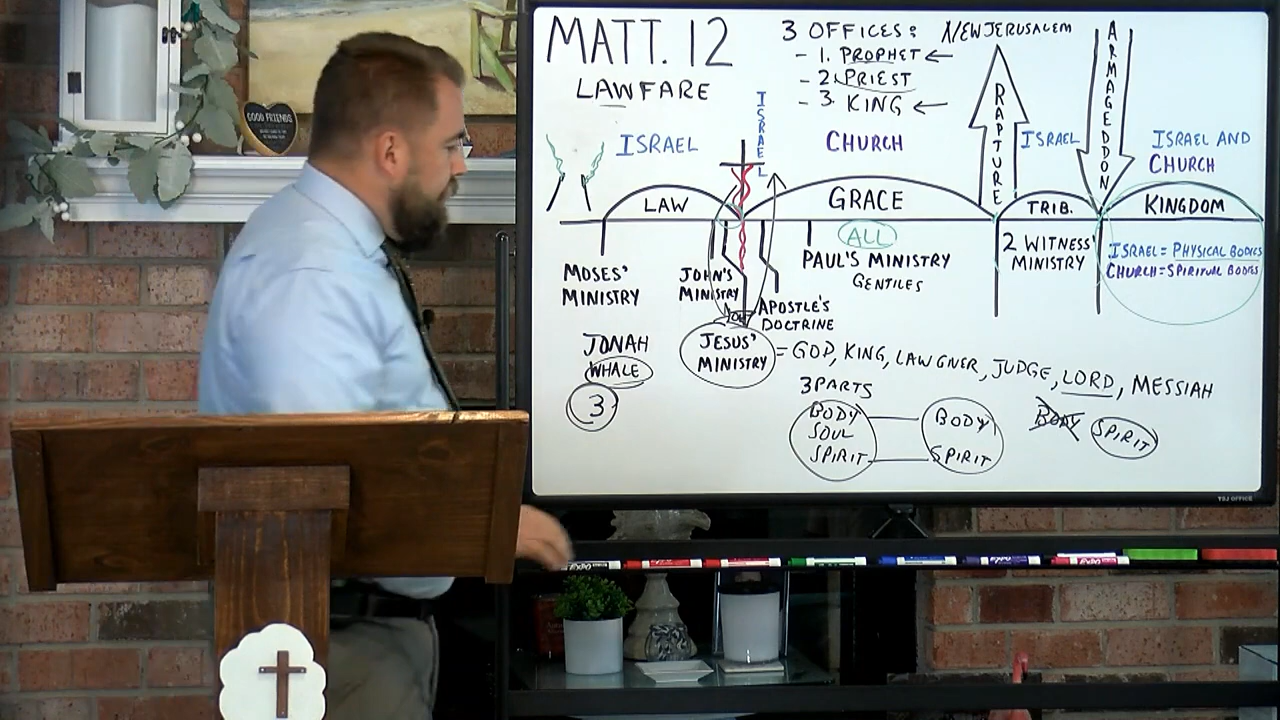 MATT. 12
LAWFARE
3 OFFICES:
- 1. PROPHET ←
- 2. PRIEST
- 3. KING ←
NEW JERUSALEM
ISRAEL
ISRAEL
CHURCH
RAPTURE
ISRAEL
ARMAGEDDON
ISRAEL AND
CHURCH
LAW
GRACE
TRIB.
KINGDOM
ALL
MOSES'
MINISTRY
JOHN'S
MINISTRY
APOSTLE'S
DOCTRINE
PAUL'S MINISTRY
GENTILES
2 WITNESS'
MINISTRY
ISRAEL = PHYSICAL BODIES
CHURCH = SPIRITUAL BODIES
JONAH
WHALE
3
JESUS'
MINISTRY
= GOD, KING, LAWGIVER, JUDGE, LORD, MESSIAH
3 PARTS
BODY
SOUL
SPIRIT
BODY
SPIRIT
BODY
SPIRIT
GOOD FRIENDS
TSJ OFFICE
EXPO